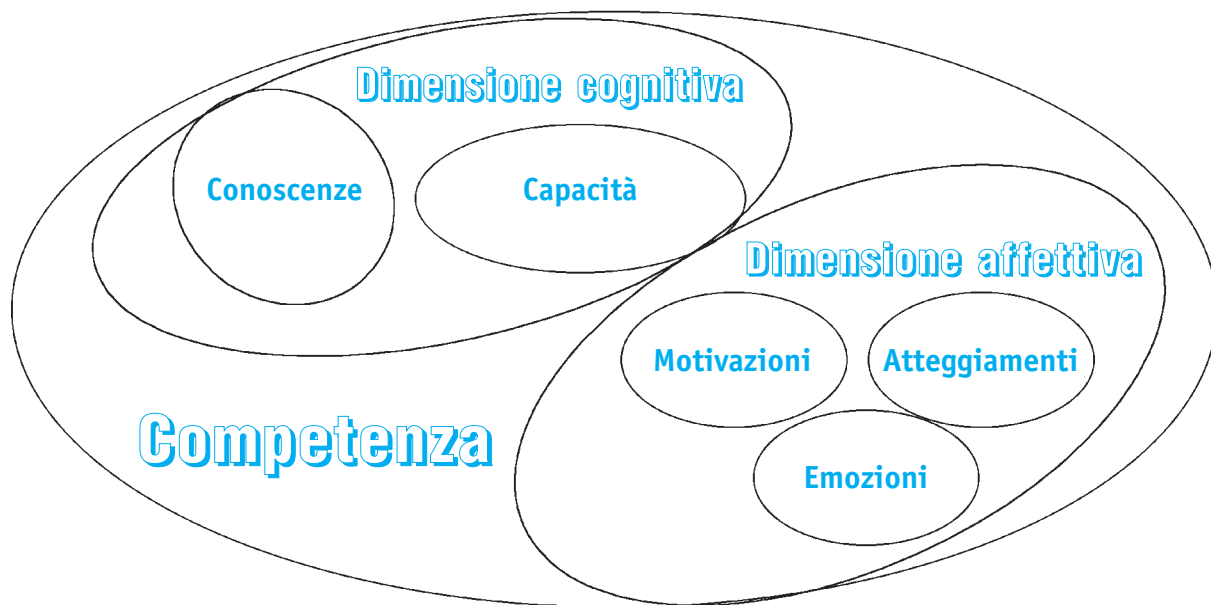 Dimensione cognitiva
Conoscenze
Capacità
Dimensione affettiva
Motivazioni
Atteggiamenti
Competenza
Emozioni